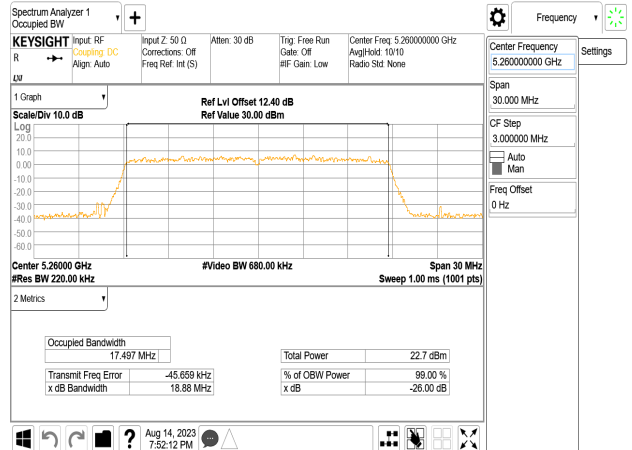 Spectrum Analyzer 1
Occupied BW
Frequency
KEYSIGHT
R
LXI
Input: RF
Coupling: DC
Align: Auto
Input Z: 50 Ω
Corrections: Off
Freq Ref: Int (S)
Atten: 30 dB
Trig: Free Run
Gate: Off
#IF Gain: Low
Center Freq: 5.260000000 GHz
Avg|Hold: 10/10
Radio Std: None
Center Frequency
5.260000000 GHz
Settings
Span
30.000 MHz
CF Step
3.000000 MHz
Auto
Man
Freq Offset
0 Hz
1 Graph
Ref Lvl Offset 12.40 dB
Scale/Div 10.0 dB
Ref Value 30.00 dBm
Log
20.0
10.0
0.00
-10.0
-20.0
-30.0
-40.0
-50.0
-60.0
Center 5.26000 GHz
#Video BW 680.00 kHz
Span 30 MHz
#Res BW 220.00 kHz
Sweep 1.00 ms (1001 pts)
2 Metrics
Occupied Bandwidth
17.497 MHz
Total Power 22.7 dBm
Transmit Freq Error -45.659 kHz
% of OBW Power 99.00 %
x dB Bandwidth 18.88 MHz
x dB -26.00 dB
?
Aug 14, 2023
7:52:12 PM